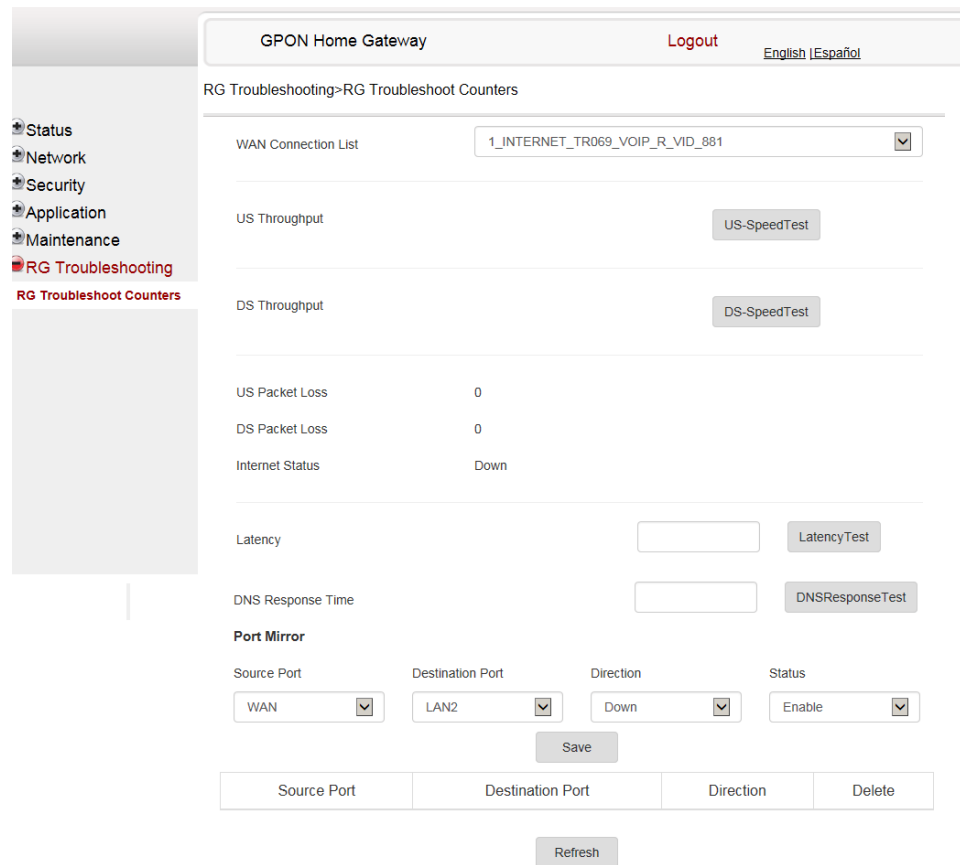 GPON Home Gateway
Logout
English |Español
RG Troubleshooting>RG Troubleshoot Counters
Status
Network
Security
Application
Maintenance
RG Troubleshooting
RG Troubleshoot Counters
WAN Connection List 1_INTERNET_TR069_VOIP_R_VID_881
US Throughput US-SpeedTest
DS Throughput DS-SpeedTest
US Packet Loss 0
DS Packet Loss 0
Internet Status Down
Latency LatencyTest
DNS Response Time DNSResponseTest
Port Mirror
Source Port Destination Port Direction Status
WAN LAN2 Down Enable
Save
Source Port Destination Port Direction Delete
Refresh